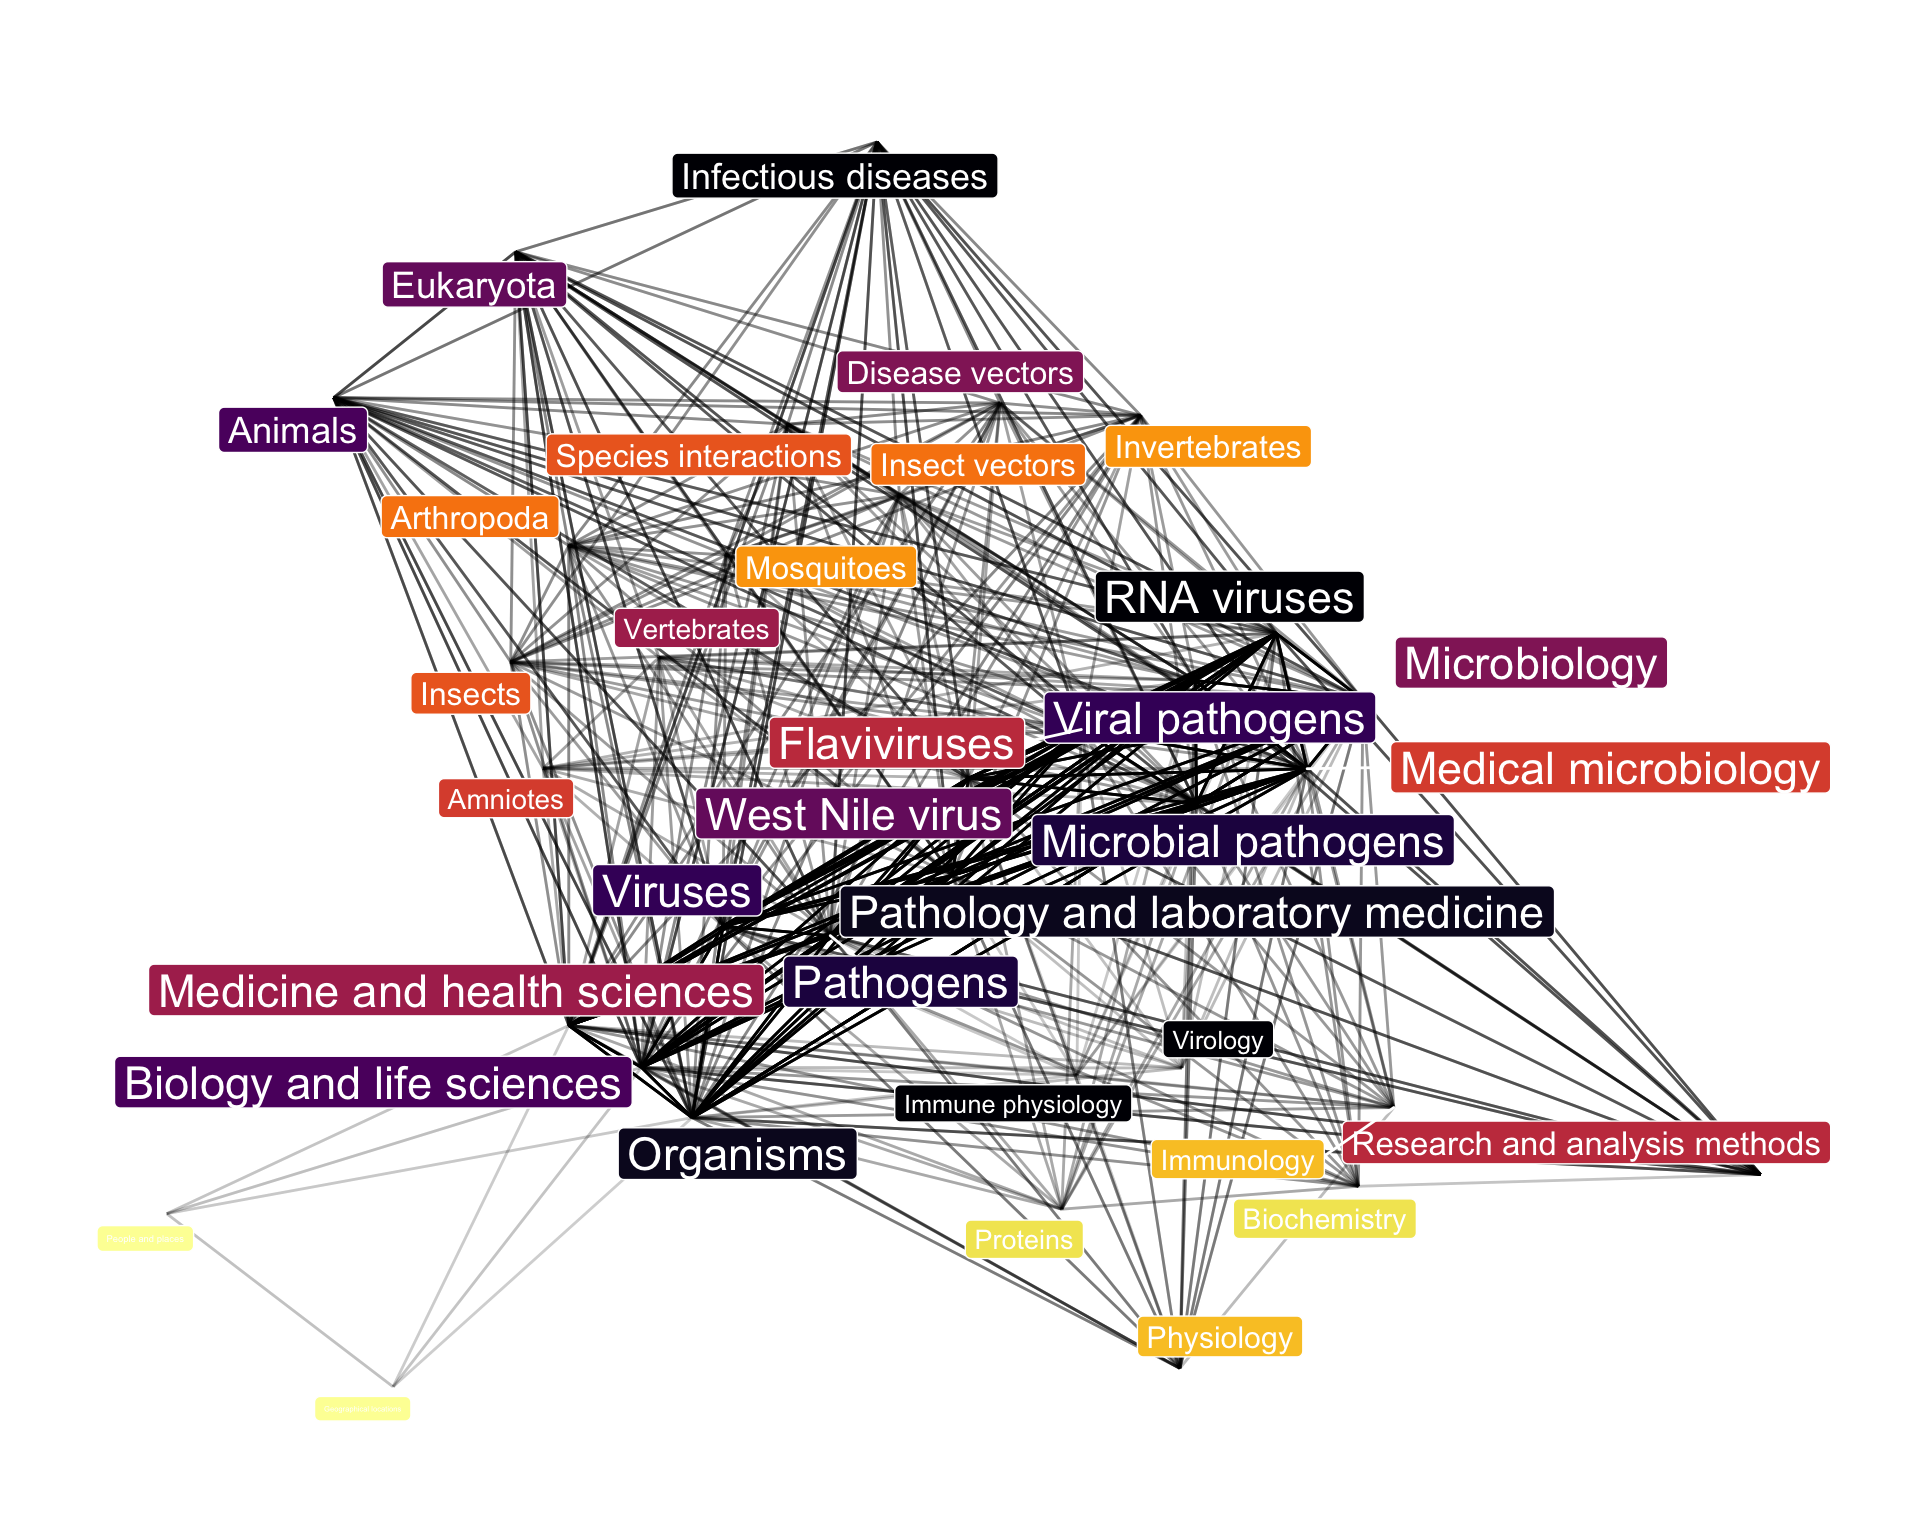 Infectious diseases
Eukaryota
Disease vectors
Animals
Species interactions
Insect vectors
Invertebrates
Arthropoda
Mosquitoes
RNA viruses
Vertebrates
Microbiology
Insects
Viral pathogens
Flaviviruses
Medical microbiology
Amniotes
West Nile virus
Microbial pathogens
Viruses
Pathology and laboratory medicine
Pathogens
Medicine and health sciences
Virology
Biology and life sciences
Immune physiology
Research and analysis methods
Organisms
Immunology
Biochemistry
Proteins
Physiology